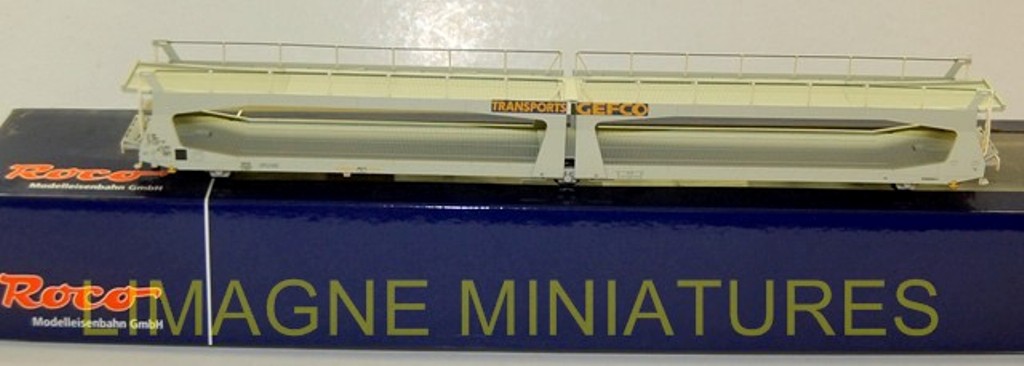 TRANSPORTS GEFCO
Roco
Modelleisenbahn GmbH
Roco
Modelleisenbahn GmbH
LIMAGNE MINIATURES